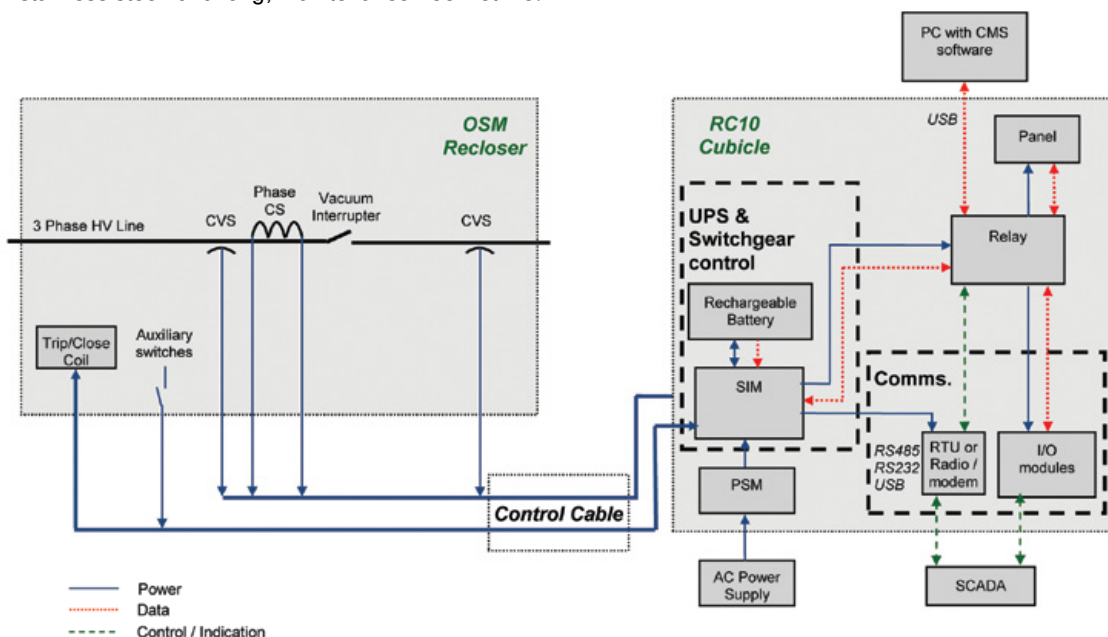 PC with CMS
software
OSM
Recloser
RC10
Cubicle
USB
Panel
Phase
CS
Vacuum
Interrupter
CVS
CVS
3 Phase HV Line
UPS &
Switchgear
control
Relay
Rechargeable
Battery
Trip/Close
Coil
Auxiliary
switches
Comms.
SIM
RS485
RS232
USB
RTU or
Radio /
modem
I/O
modules
PSM
Control Cable
AC Power
Supply
SCADA
Power
Data
Control / Indication